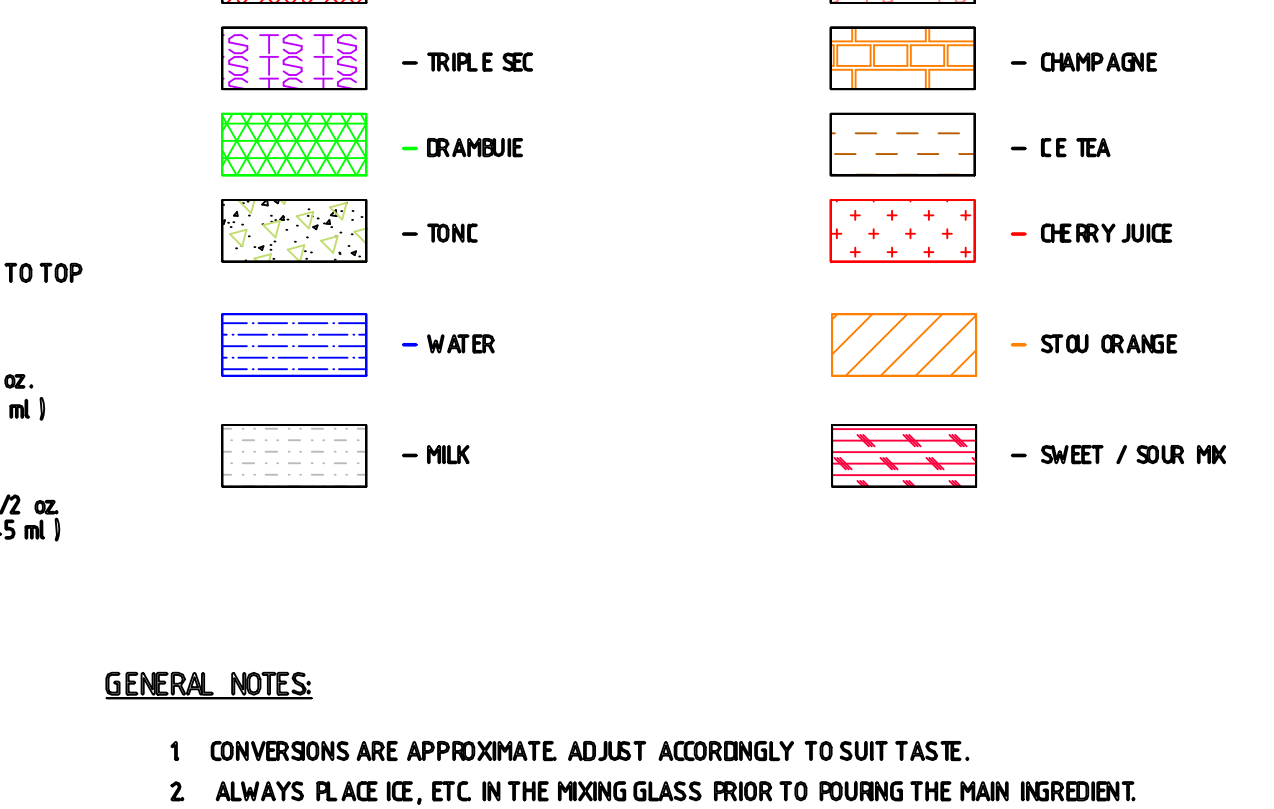 — TRIPLE SEC
— CHAMPAGNE
— DRAMBUIE
— ICE TEA
— TONIC
— CHERRY JUICE
TO TOP
— WATER
— STOLI ORANGE
oz.
ml )
— MILK
— SWEET / SOUR MIX
/2 oz.
5 ml )
GENERAL NOTES:
1. CONVERSIONS ARE APPROXIMATE. ADJUST ACCORDINGLY TO SUIT TASTE.
2. ALWAYS PLACE ICE, ETC. IN THE MIXING GLASS PRIOR TO POURING THE MAIN INGREDIENT.